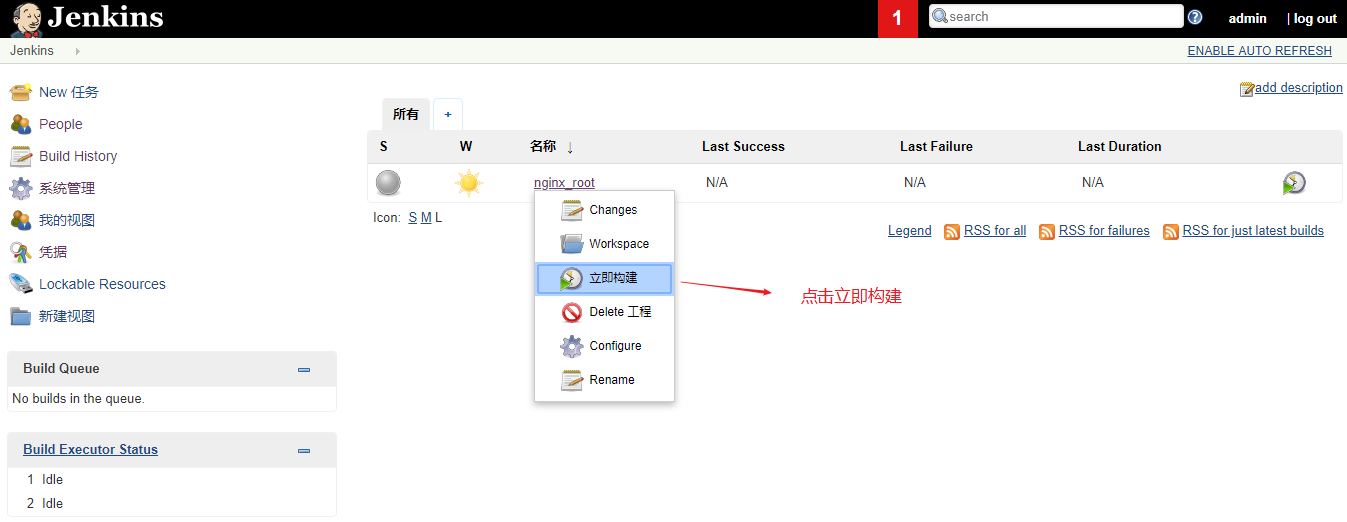 Jenkins
1
search
admin
| log out
Jenkins
ENABLE AUTO REFRESH
New 任务
People
Build History
系统管理
我的视图
凭据
Lockable Resources
新建视图
Build Queue
No builds in the queue.
Build Executor Status
1 Idle
2 Idle
add description
所有 +
S W 名称 ↓ Last Success Last Failure Last Duration
nginx_root N/A N/A N/A
Icon: S M L
Legend RSS for all RSS for failures RSS for just latest builds
Changes
Workspace
立即构建
Delete 工程
Configure
Rename
点击立即构建